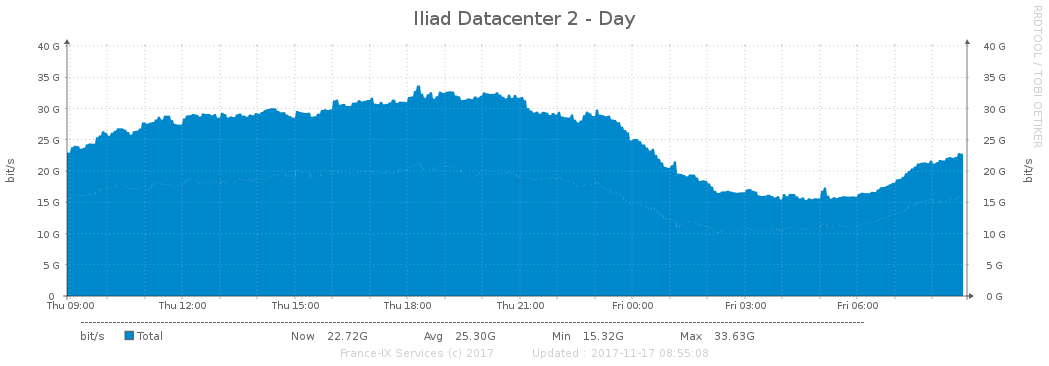 Iliad Datacenter 2 - Day
RRDTOOL / TOBI OETIKER
bit/s
40 G
35 G
30 G
25 G
20 G
15 G
10 G
5 G
0
40 G
35 G
30 G
25 G
20 G
15 G
10 G
5 G
0 G
bit/s
Thu 09:00 Thu 12:00 Thu 15:00 Thu 18:00 Thu 21:00 Fri 00:00 Fri 03:00 Fri 06:00
bit/s Total Now 22.72G Avg 25.30G Min 15.32G Max 33.63G
France-IX Services (c) 2017 Updated : 2017-11-17 08:55:08